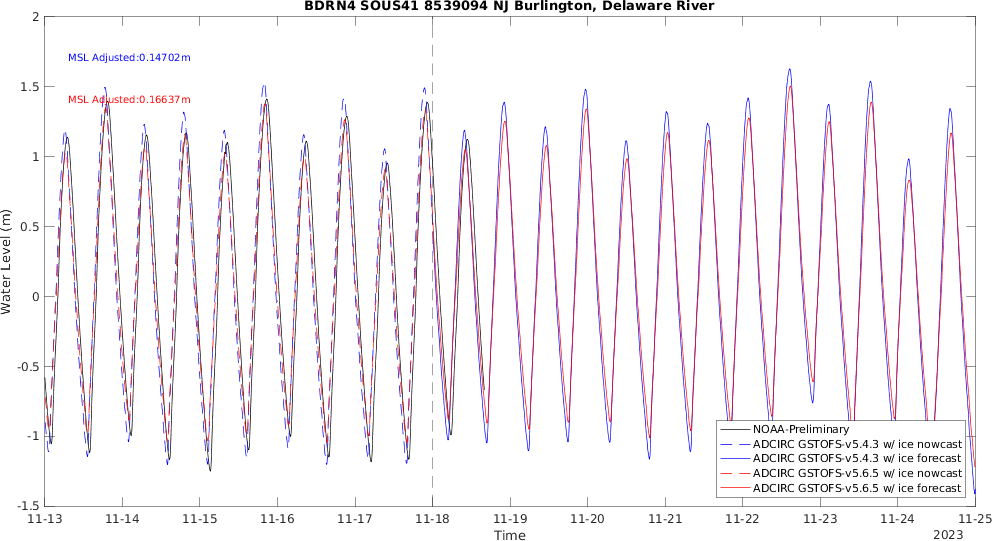 BDRN4 SOUS41 8539094 NJ Burlington, Delaware River
2
1.5
1
0.5
0
-0.5
-1
-1.5
Water Level (m)
MSL Adjusted:0.14702m
MSL Adjusted:0.16637m
NOAA-Preliminary
ADCIRC GSTOFS-v5.4.3 w/ ice nowcast
ADCIRC GSTOFS-v5.4.3 w/ ice forecast
ADCIRC GSTOFS-v5.6.5 w/ ice nowcast
ADCIRC GSTOFS-v5.6.5 w/ ice forecast
11-13 11-14 11-15 11-16 11-17 11-18 11-19 11-20 11-21 11-22 11-23 11-24 11-25
Time
2023